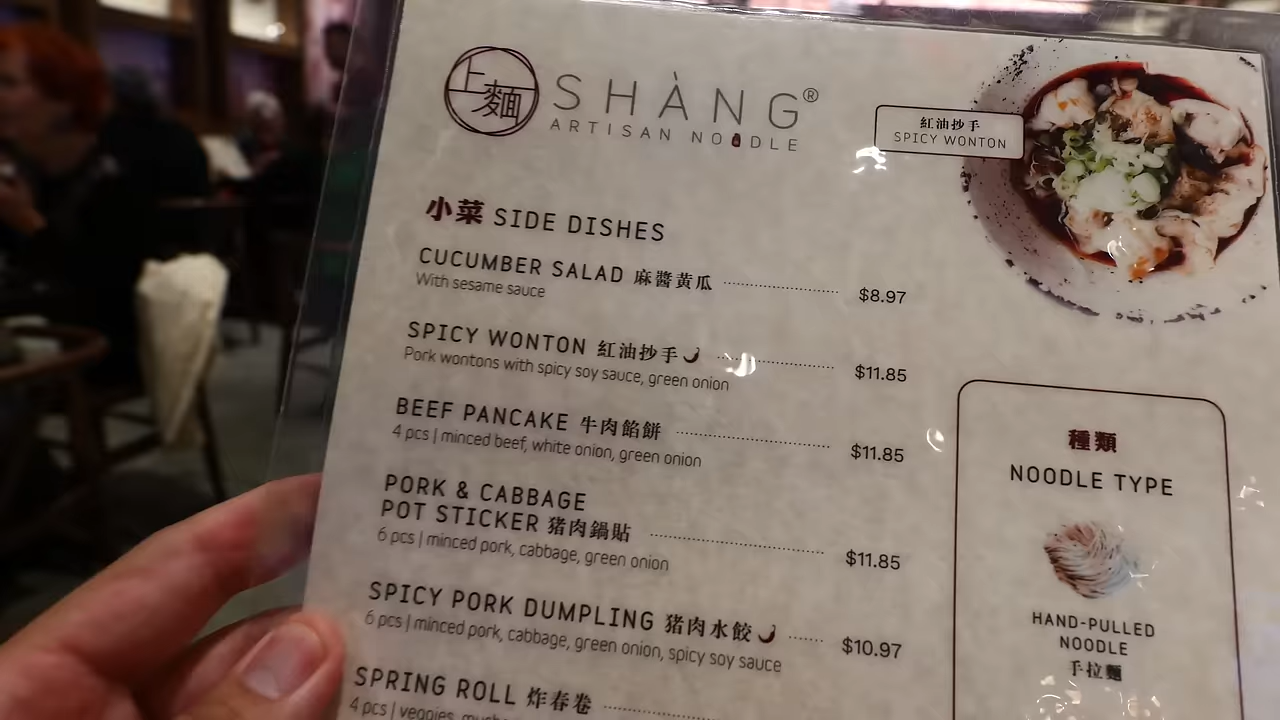 上麵
SHÀNG®
ARTISAN NOODLE
紅油抄手
SPICY WONTON
小菜 SIDE DISHES
CUCUMBER SALAD 麻醬黃瓜 $8.97
With sesame sauce
SPICY WONTON 紅油抄手 $11.85
Pork wontons with spicy soy sauce, green onion
BEEF PANCAKE 牛肉餡餅 $11.85
4 pcs | minced beef, white onion, green onion
PORK & CABBAGE
POT STICKER 猪肉鍋貼 $11.85
6 pcs | minced pork, cabbage, green onion
SPICY PORK DUMPLING 猪肉水餃 $10.97
6 pcs | minced pork, cabbage, green onion, spicy soy sauce
SPRING ROLL 炸春卷
4 pcs | veggies,
種類
NOODLE TYPE
HAND-PULLED
NOODLE
手拉麵